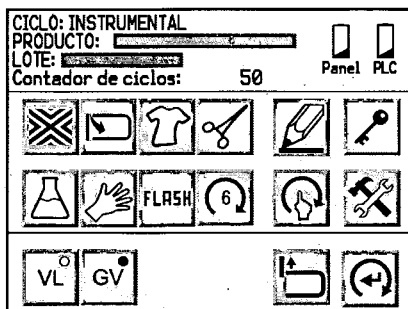 CICLO: INSTRUMENTAL
PRODUCTO:
LOTE:
Contador de ciclos: 50
Panel PLC
FLASH 6
VL GV